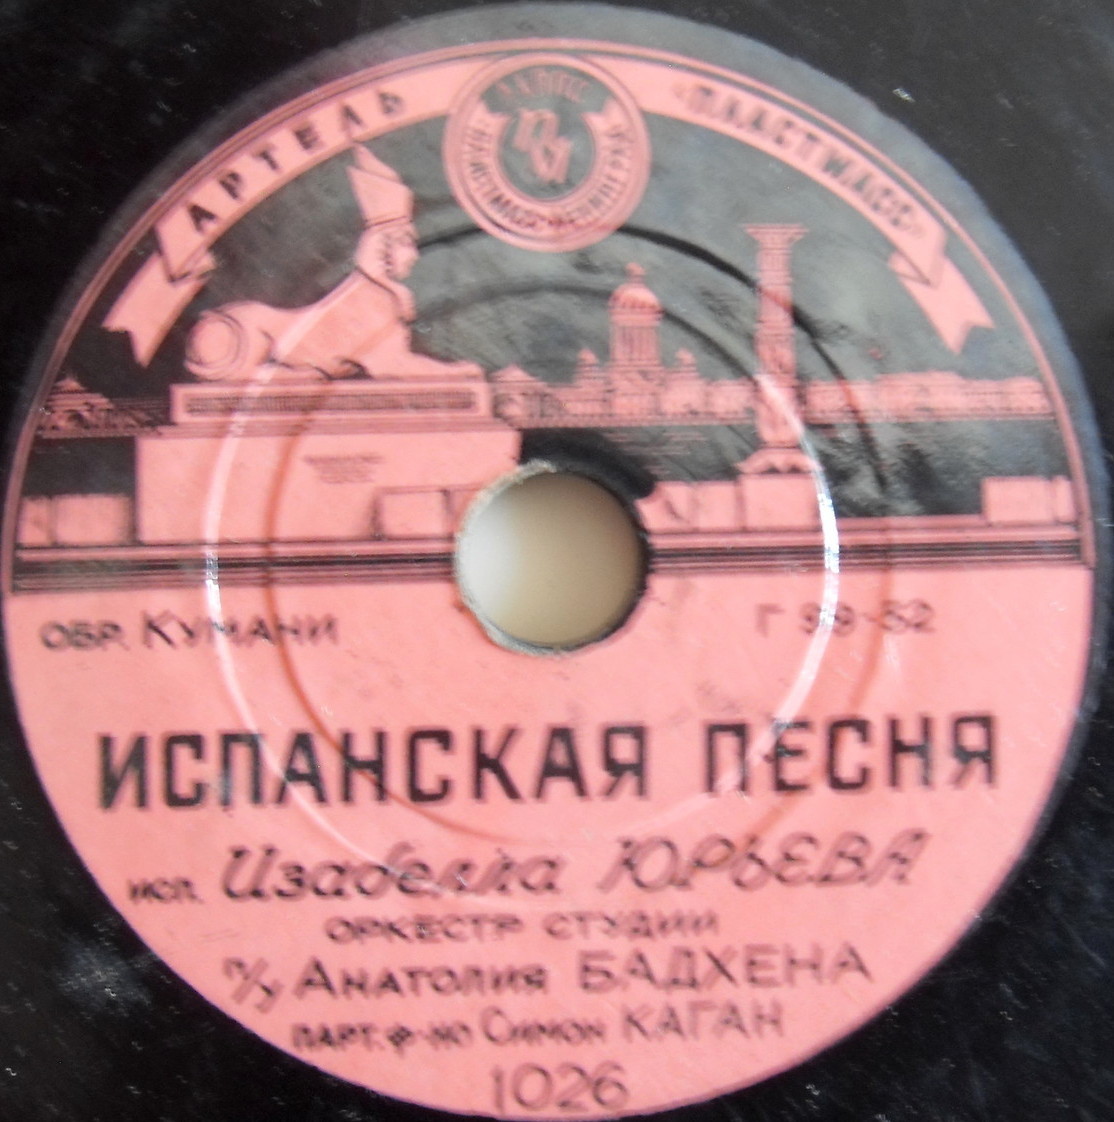 АРТЕЛЬ
«ПЛАСТМАСС»
ОБР. КУМАНИ
Г 99-52
ИСПАНСКАЯ ПЕСНЯ
исп. Изабелла ЮРЬЕВА
ОРКЕСТР СТУДИИ
п/у АНАТОЛИЯ БАДХЕНА
ПАРТ. ф-НО СИМОН КАГАН
1026